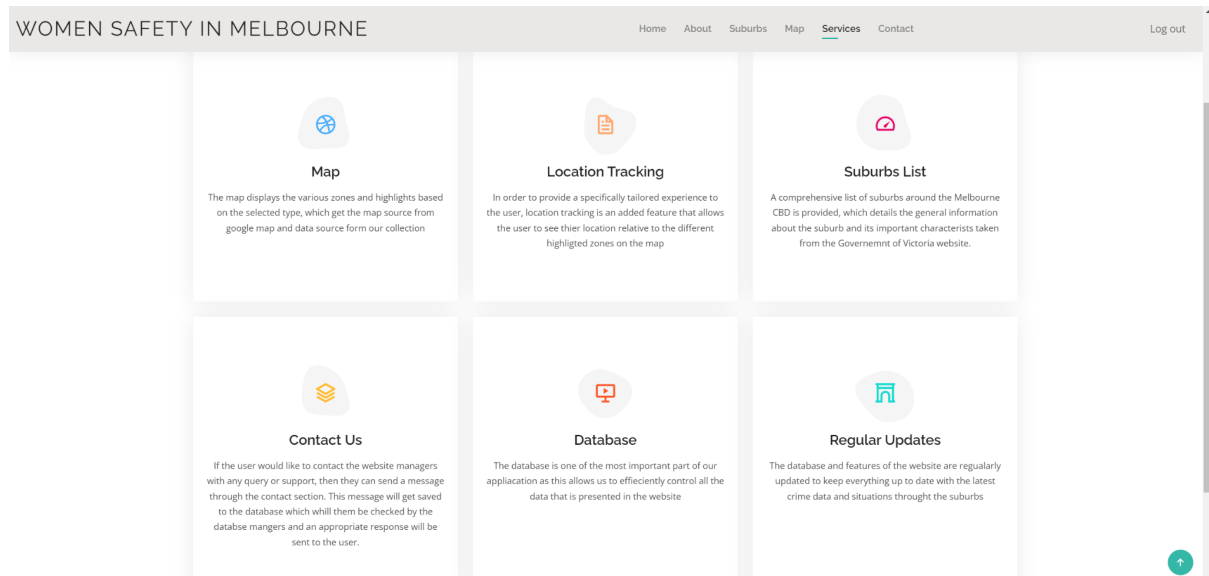 WOMEN SAFETY IN MELBOURNE
Home About Suburbs Map Services Contact
Log out
Map
The map displays the various zones and highlights based
on the selected type, which get the map source from
google map and data source form our collection
Location Tracking
In order to provide a specifically tailored experience to
the user, location tracking is an added feature that allows
the user to see thier location relative to the different
highligted zones on the map
Suburbs List
A comprehensive list of suburbs around the Melbourne
CBD is provided, which details the general information
about the suburb and its important characterists taken
from the Governemnt of Victoria website.
Contact Us
If the user would like to contact the website managers
with any query or support, then they can send a message
through the contact section. This message will get saved
to the database which whill them be checked by the
databse mangers and an appropriate response will be
sent to the user.
Database
The database is one of the most important part of our
appliacation as this allows us to effieciently control all the
data that is presented in the website
Regular Updates
The database and features of the website are regualarly
updated to keep everything up to date with the latest
crime data and situations throught the suburbs